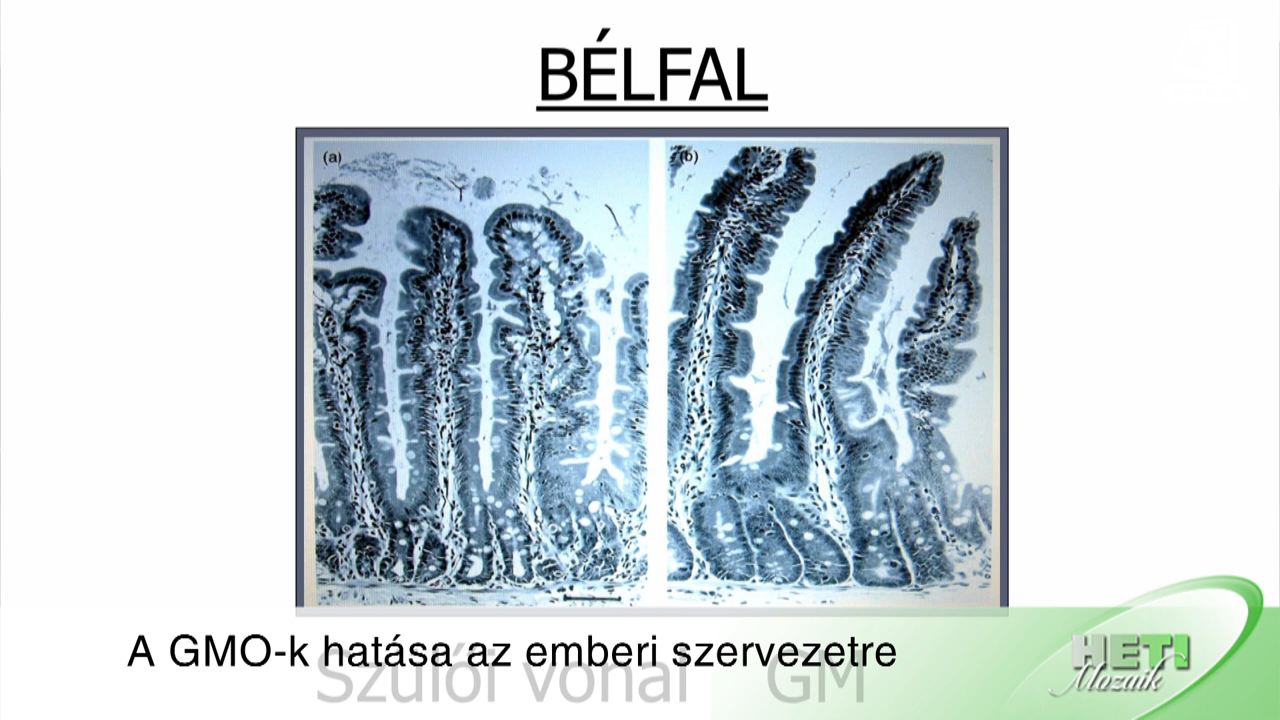 BÉLFAL
(a)
(b)
A GMO-k hatása az emberi szervezetre
Szülői vonal GM
HETI
Mozaik